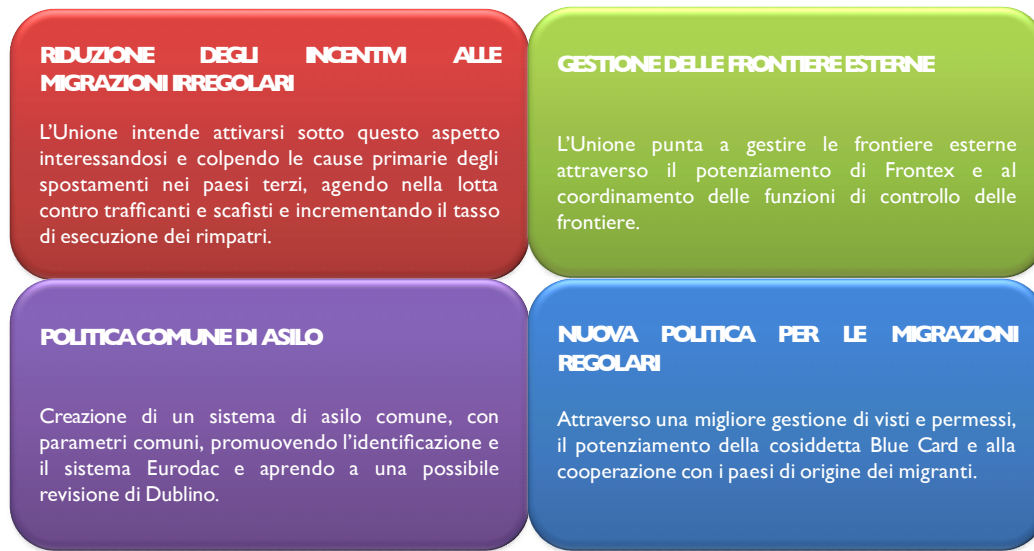 RIDUZIONE DEGLI INCENTIVI ALLE
MIGRAZIONI IRREGOLARI
L’Unione intende attivarsi sotto questo aspetto
interessandosi e colpendo le cause primarie degli
spostamenti nei paesi terzi, agendo nella lotta
contro trafficanti e scafisti e incrementando il tasso
di esecuzione dei rimpatri.
GESTIONE DELLE FRONTIERE ESTERNE
L’Unione punta a gestire le frontiere esterne
attraverso il potenziamento di Frontex e al
coordinamento delle funzioni di controllo delle
frontiere.
POLITICA COMUNE DI ASILO
Creazione di un sistema di asilo comune, con
parametri comuni, promuovendo l’identificazione e
il sistema Eurodac e aprendo a una possibile
revisione di Dublino.
NUOVA POLITICA PER LE MIGRAZIONI
REGOLARI
Attraverso una migliore gestione di visti e permessi,
il potenziamento della cosiddetta Blue Card e alla
cooperazione con i paesi di origine dei migranti.